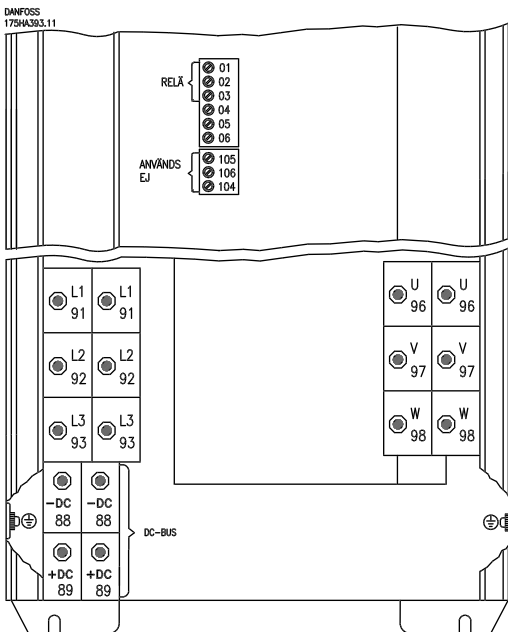 DANFOSS
175HA393.11
RELÄ
01
02
03
04
05
06
ANVÄNDS
EJ
105
106
104
L1 L1
91 91
L2 L2
92 92
L3 L3
93 93
U U
96 96
V V
97 97
W W
98 98
-DC -DC
88 88
DC-BUS
+DC +DC
89 89